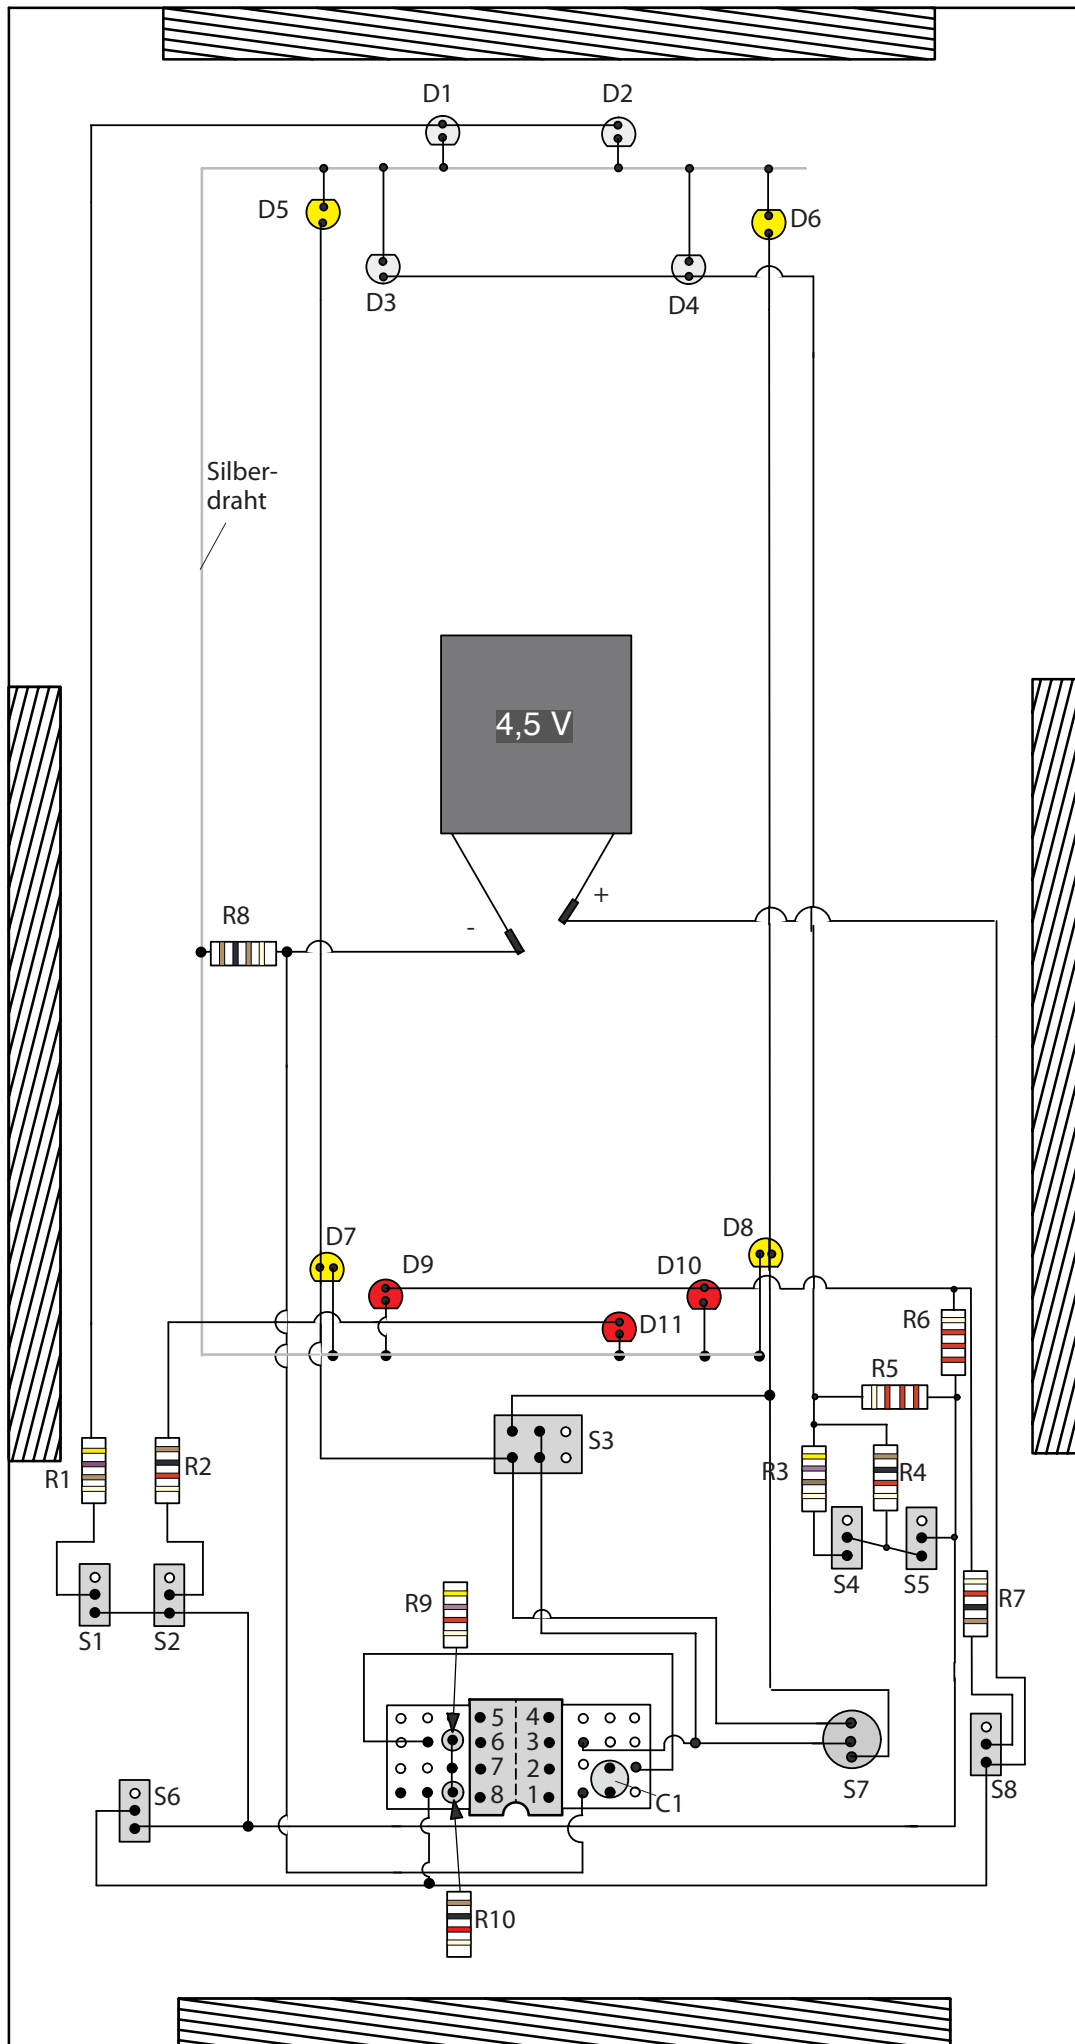 D1 D2
D5 D6
D3 D4
Silber-
draht
4,5 V
+
-
R8
D7 D8
D9 D10
D11
R6
R5
S3
R1 R2 R3 R4
S4 S5
R9 R7
S1 S2
5 4
6 3
7 2
8 1
S6 C1 S7 S8
R10